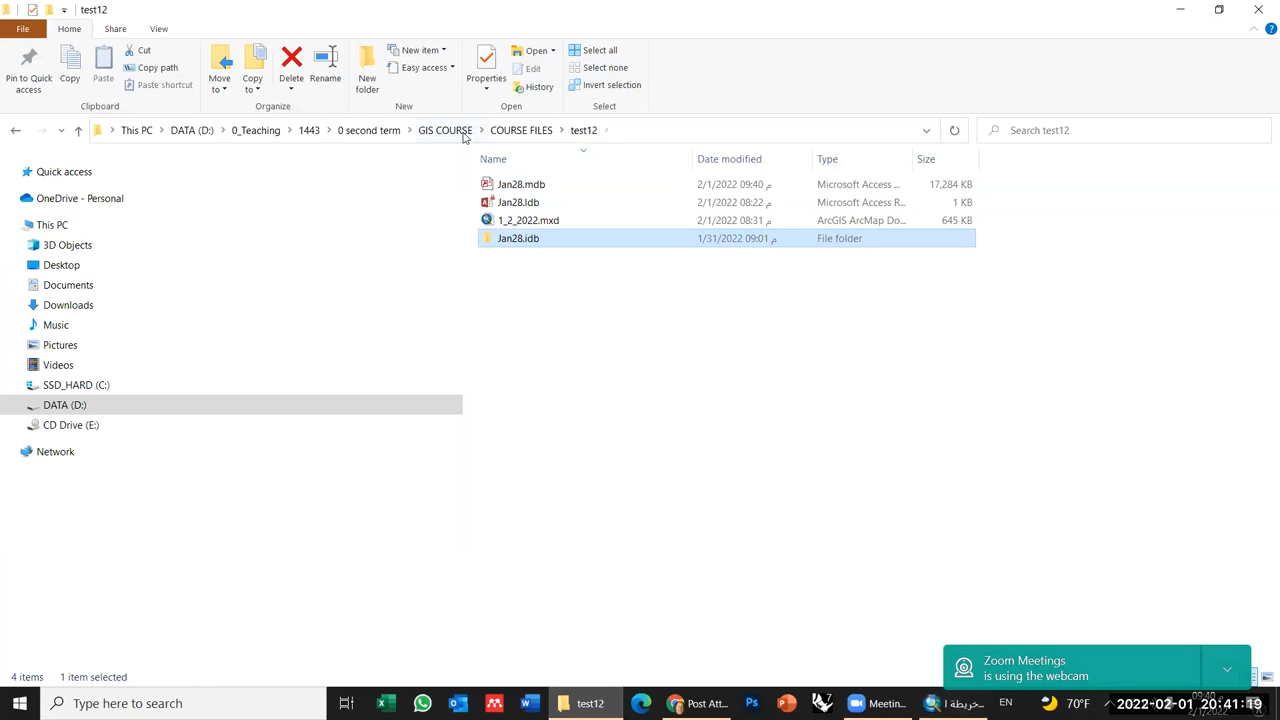 test12
File Home Share View
Pin to Quick access
Copy
Paste
Cut
Copy path
Paste shortcut
Clipboard
Move to
Copy to
Delete
Rename
Organize
New folder
New item
Easy access
New
Properties
Open
Edit
History
Open
Select all
Select none
Invert selection
Select
This PC DATA (D:) 0_Teaching 1443 0 second term GIS COURSE COURSE FILES test12
Search test12
Name Date modified Type Size
Jan28.mdb 2/1/2022 09:40 م Microsoft Access ... 17,284 KB
Jan28.ldb 2/1/2022 08:22 م Microsoft Access R... 1 KB
1_2_2022.mxd 2/1/2022 08:31 م ArcGIS ArcMap Do... 645 KB
Jan28.idb 1/31/2022 09:01 م File folder
Quick access
OneDrive - Personal
This PC
3D Objects
Desktop
Documents
Downloads
Music
Pictures
Videos
SSD_HARD (C:)
DATA (D:)
CD Drive (E:)
Network
Zoom Meetings
is using the webcam
4 items 1 item selected
Type here to search
test12
Post Att...
Meetin...
خريطة ا...
EN
70°F
2022-02-01 20:41:19